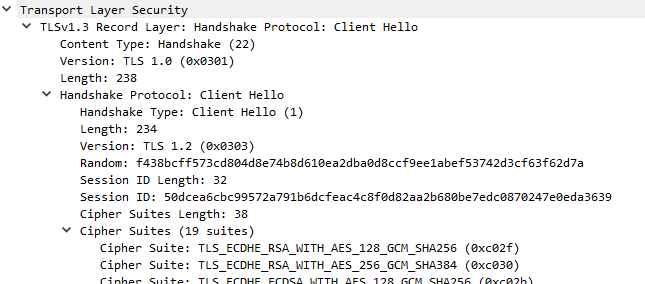 Transport Layer Security
TLSv1.3 Record Layer: Handshake Protocol: Client Hello
Content Type: Handshake (22)
Version: TLS 1.0 (0x0301)
Length: 238
Handshake Protocol: Client Hello
Handshake Type: Client Hello (1)
Length: 234
Version: TLS 1.2 (0x0303)
Random: f438bcff573cd804d8e74b8d610ea2dba0d8ccf9ee1abef53742d3cf63f62d7a
Session ID Length: 32
Session ID: 50dcea6cbc99572a791b6dcfeac4c8f0d82aa2b680be7edc0870247e0eda3639
Cipher Suites Length: 38
Cipher Suites (19 suites)
Cipher Suite: TLS_ECDHE_RSA_WITH_AES_128_GCM_SHA256 (0xc02f)
Cipher Suite: TLS_ECDHE_RSA_WITH_AES_256_GCM_SHA384 (0xc030)
Cipher Suite: TLS_ECDHE_ECDSA_WITH_AES_128_GCM_SHA256 (0xc02b)